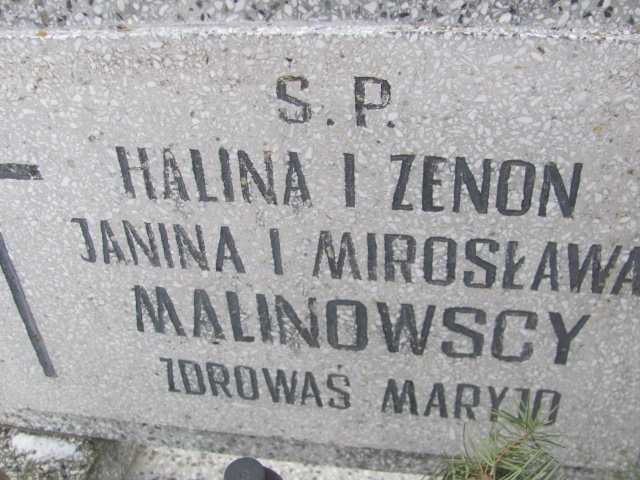 Ś.P.
HALINA I ZENON
JANINA I MIROSŁAWA
MALINOWSCY
ZDROWAŚ MARYJO